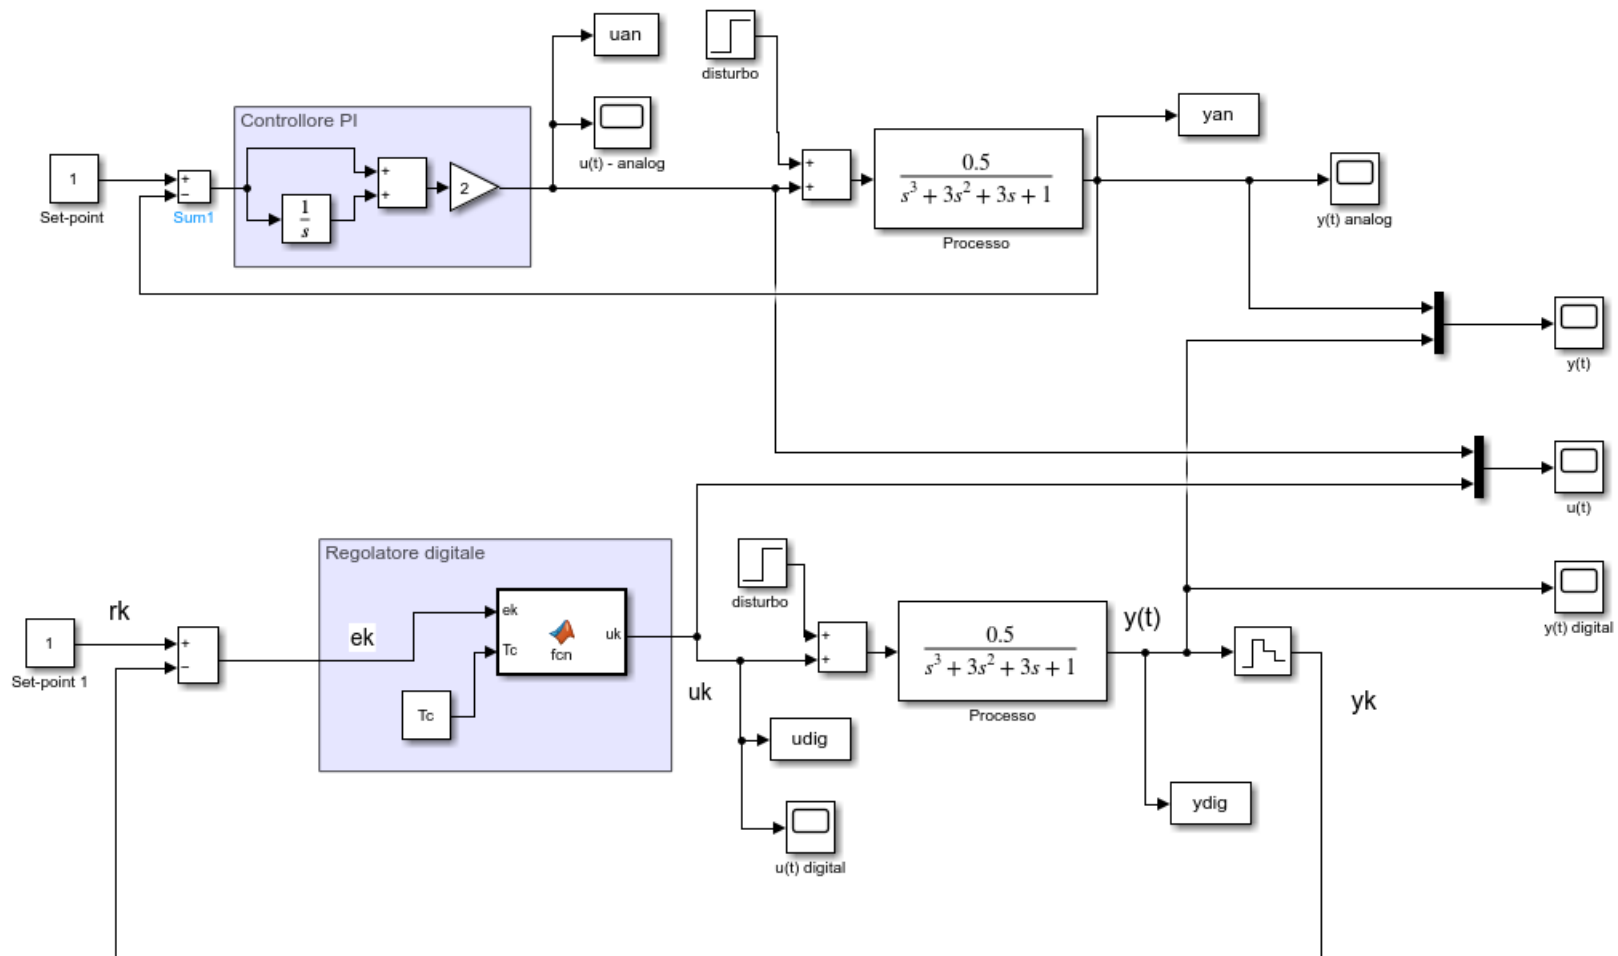 uan
disturbo
Controllore PI
u(t) - analog
yan
1
Set-point
+
−
Sum1
1
s
+
+
2
+
+
0.5
s³ + 3s² + 3s + 1
Processo
y(t) analog
y(t)
u(t)
Regolatore digitale
rk
1
Set-point 1
+
−
ek
ek
Tc
fcn
uk
Tc
uk
disturbo
+
+
0.5
s³ + 3s² + 3s + 1
Processo
y(t)
y(t) digital
yk
udig
ydig
u(t) digital